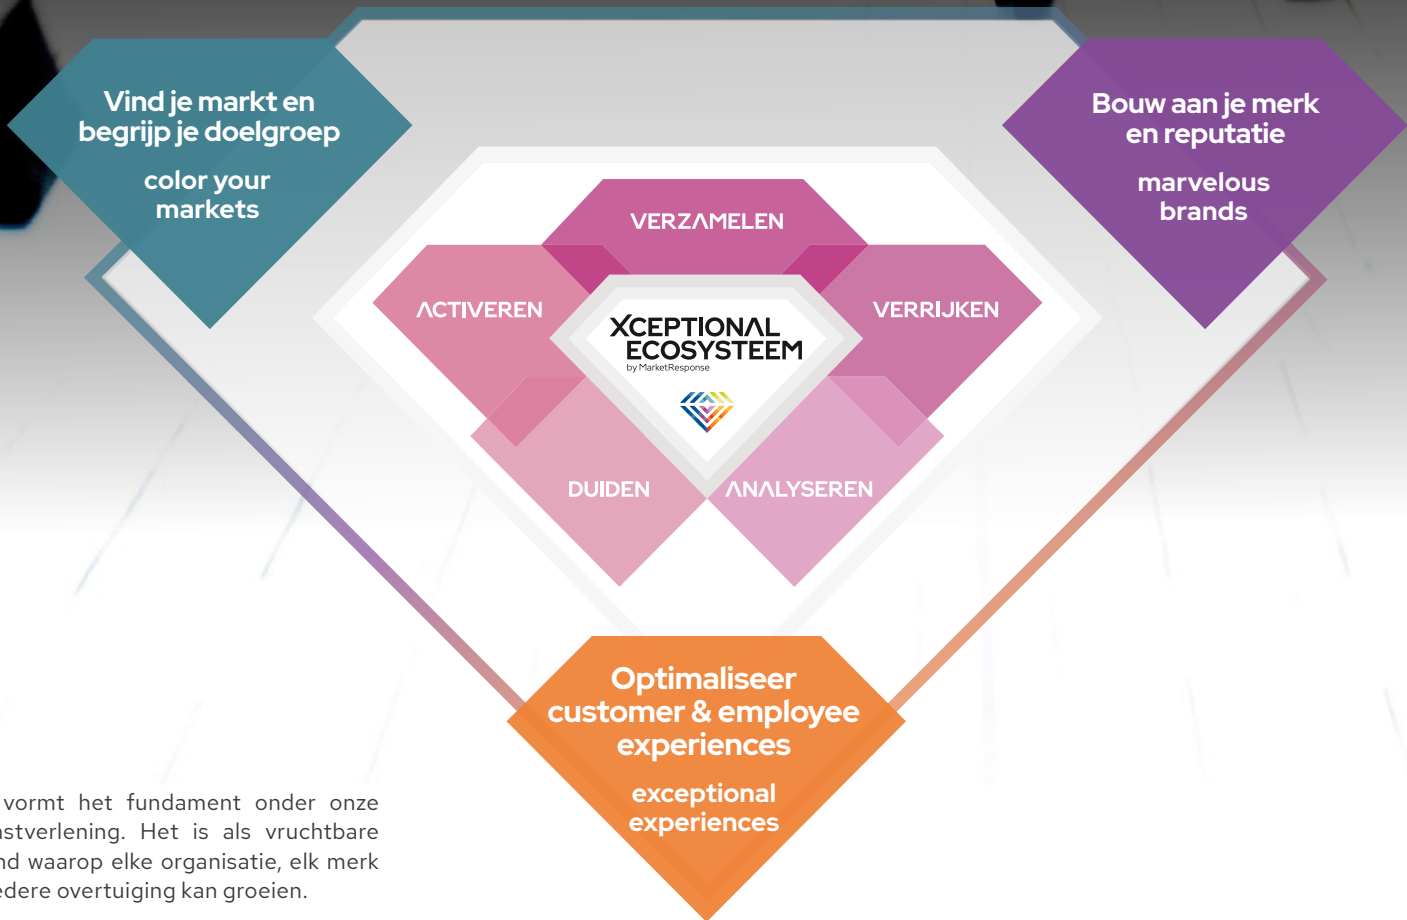 Vind je markt en
begrijp je doelgroep
color your
markets
Bouw aan je merk
en reputatie
marvelous
brands
VERZAMELEN
ACTIVEREN
VERRIJKEN
XCEPTIONAL
ECOSYSTEEM
by MarketResponse
DUIDEN
ANALYSEREN
Optimaliseer
customer & employee
experiences
exceptional
experiences
vormt het fundament onder onze
stverlening. Het is als vruchtbare
nd waarop elke organisatie, elk merk
edere overtuiging kan groeien.